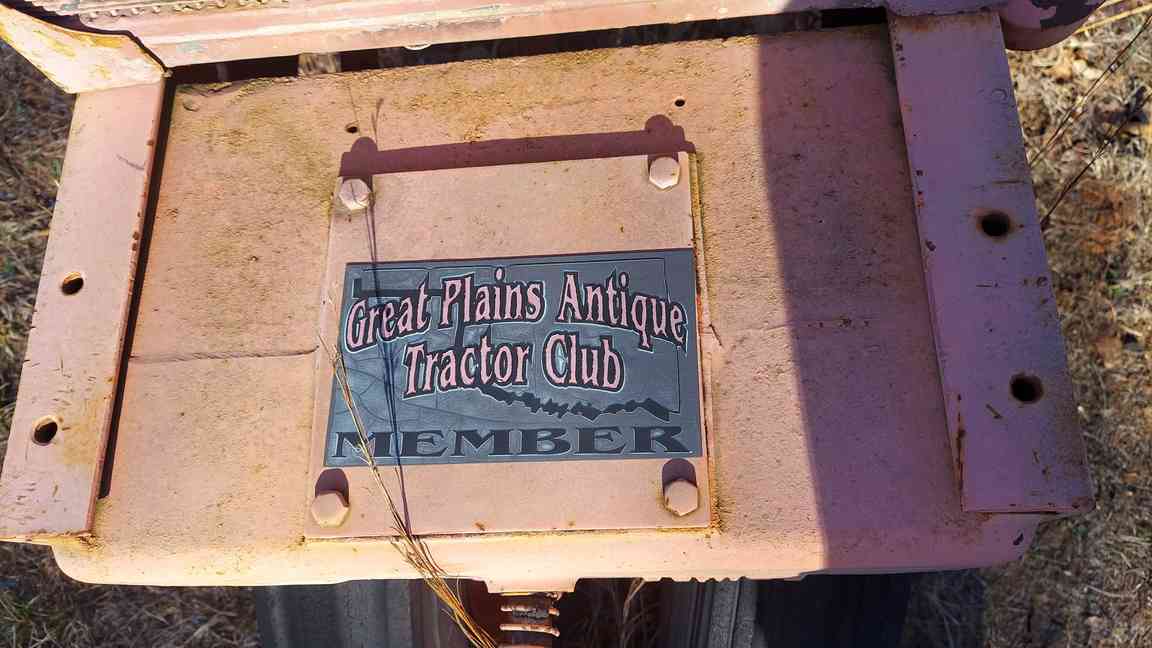 Great Plains Antique
Tractor Club
MEMBER